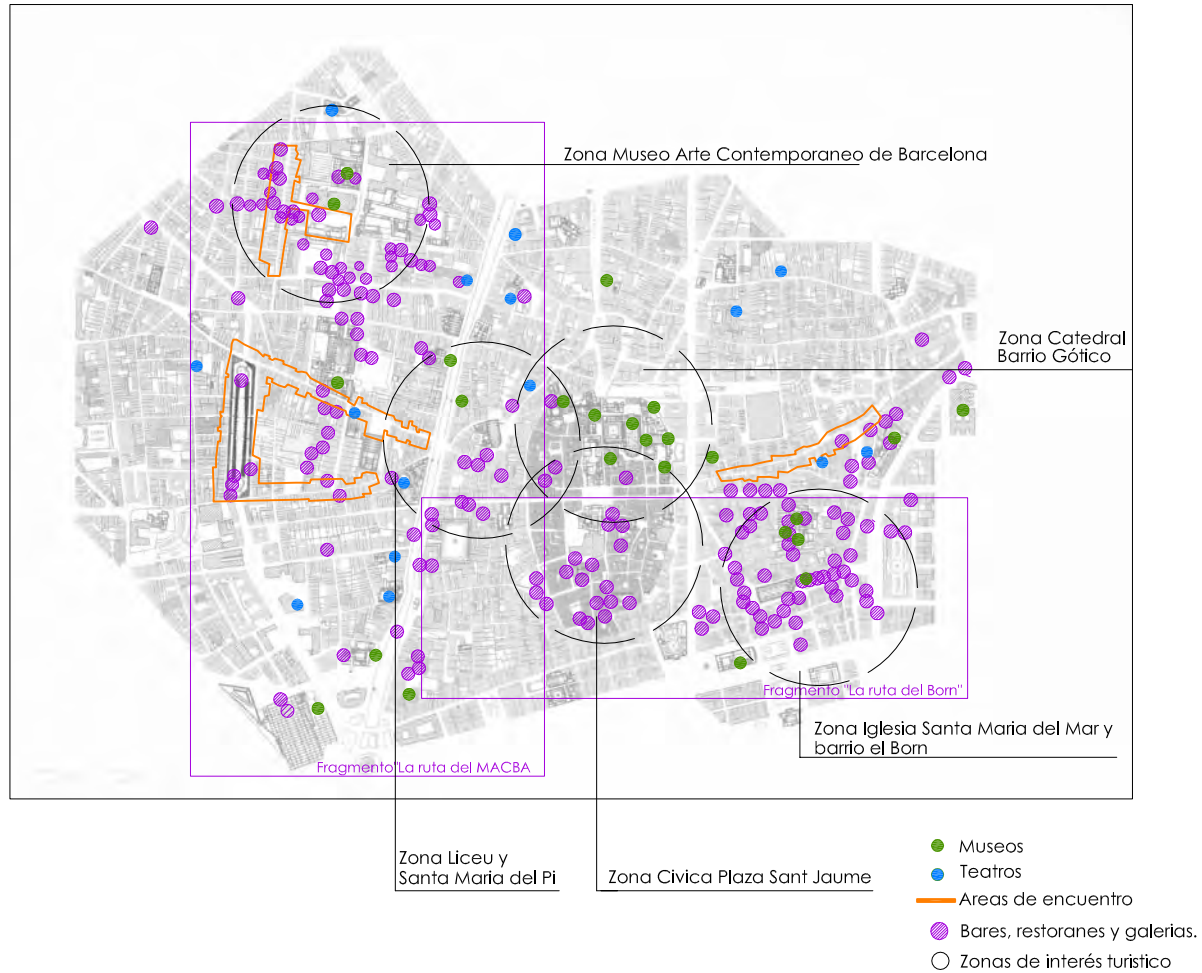 Zona Museo Arte Contemporaneo de Barcelona
Zona Catedral
Barrio Gótico
Fragmento "La ruta del Born"
Zona Iglesia Santa Maria del Mar y
barrio el Born
Fragmento"La ruta del MACBA
Zona Liceu y
Santa Maria del Pi
Zona Civica Plaza Sant Jaume
Museos
Teatros
Areas de encuentro
Bares, restoranes y galerias.
Zonas de interés turistico